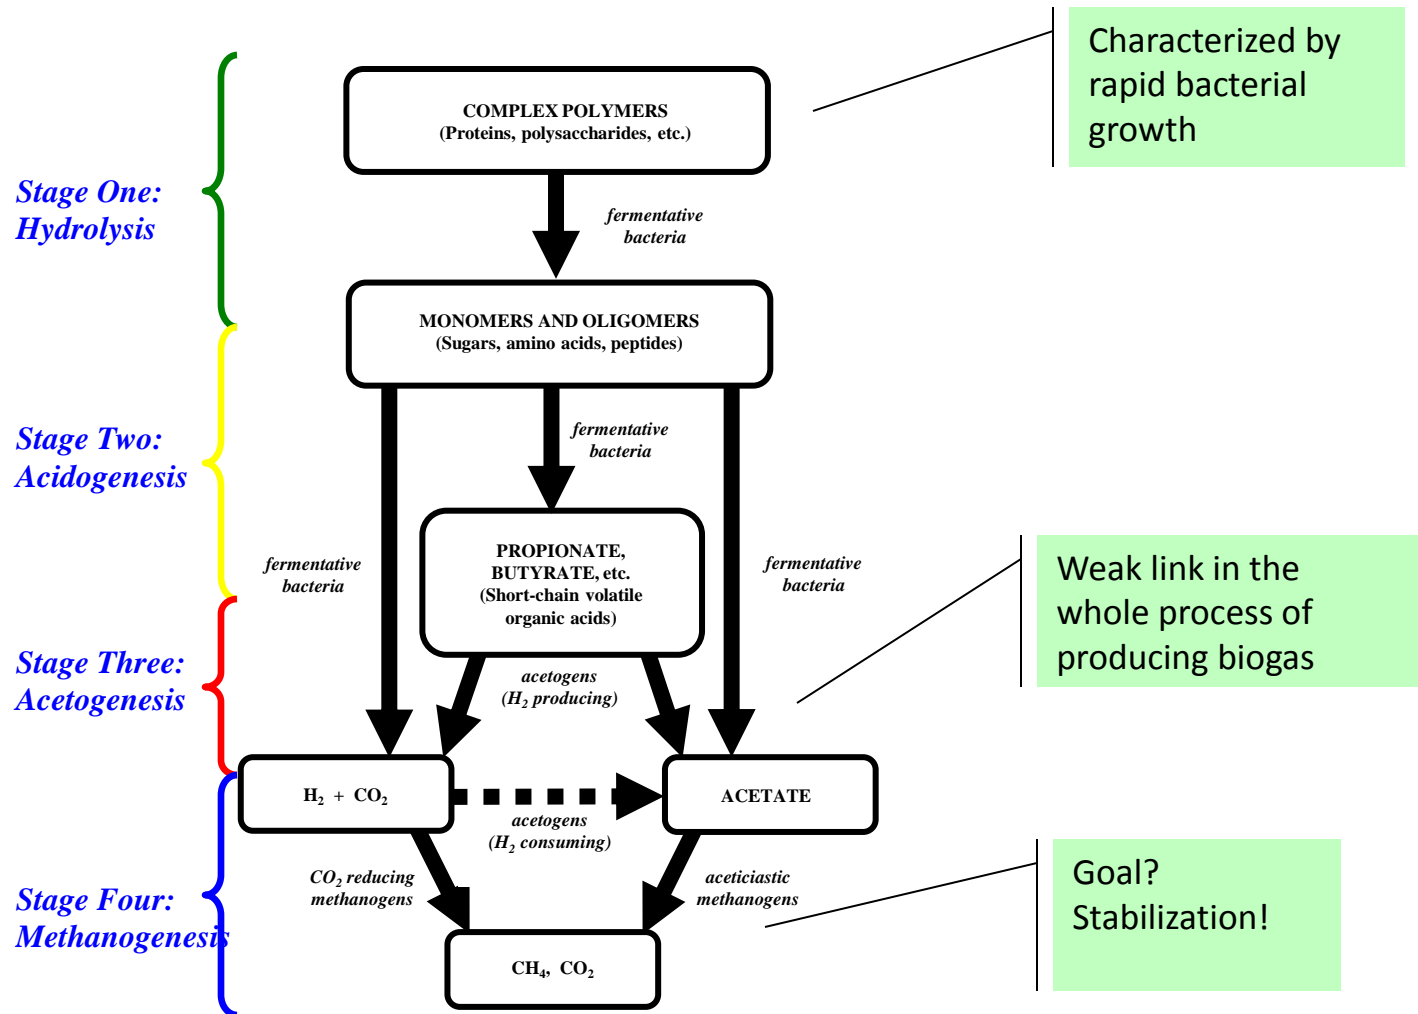 Characterized by
rapid bacterial
growth
COMPLEX POLYMERS
(Proteins, polysaccharides, etc.)
Stage One:
Hydrolysis
fermentative
bacteria
MONOMERS AND OLIGOMERS
(Sugars, amino acids, peptides)
Stage Two:
Acidogenesis
fermentative
bacteria
fermentative
bacteria
PROPIONATE,
BUTYRATE, etc.
(Short-chain volatile
organic acids)
fermentative
bacteria
Weak link in the
whole process of
producing biogas
Stage Three:
Acetogenesis
acetogens
(H₂ producing)
H₂ + CO₂
ACETATE
acetogens
(H₂ consuming)
CO₂ reducing
methanogens
aceticiastic
methanogens
Goal?
Stabilization!
Stage Four:
Methanogenesis
CH₄, CO₂